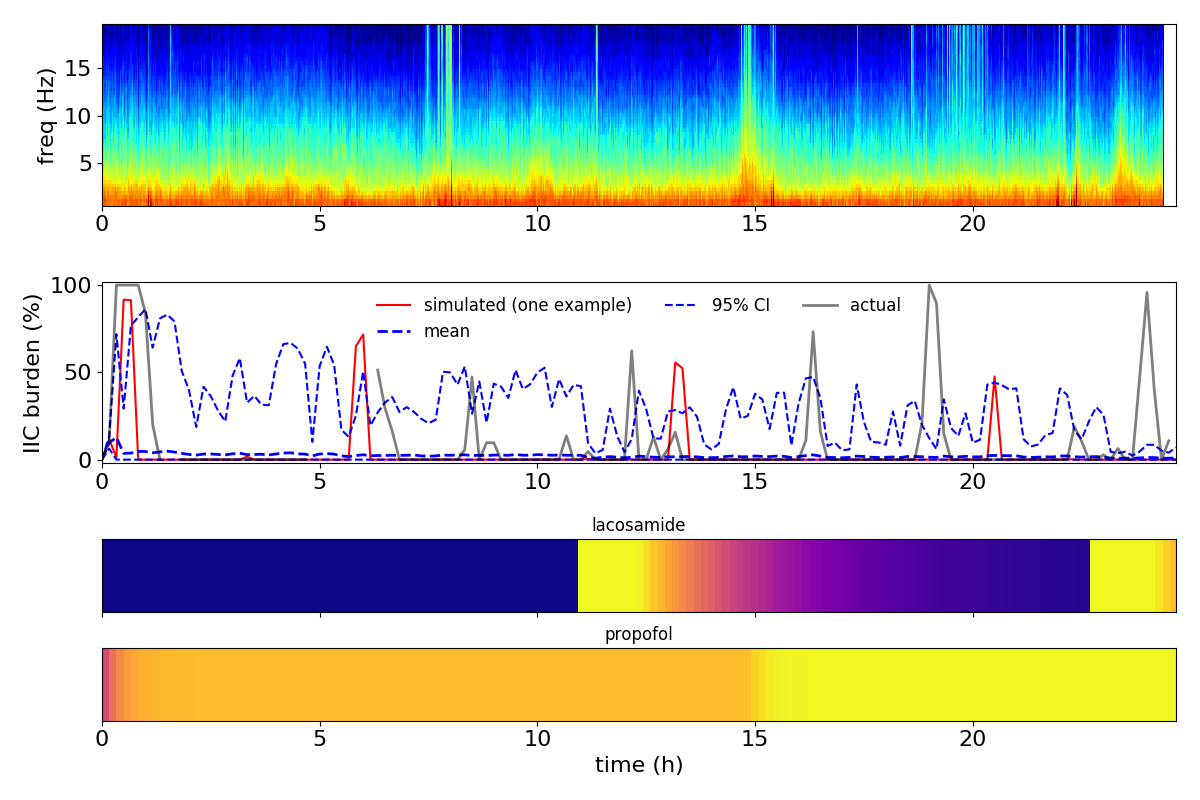 15
10
5
freq (Hz)
0 5 10 15 20
100
50
0
IIC burden (%)
simulated (one example) 95% CI actual
mean
0 5 10 15 20
lacosamide
propofol
0 5 10 15 20
time (h)